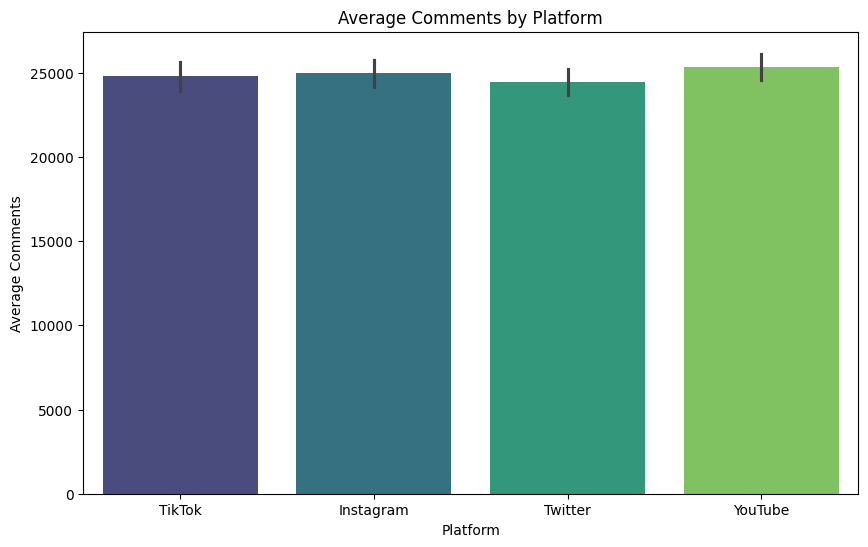 Average Comments by Platform
Average Comments
25000
20000
15000
10000
5000
0
TikTok Instagram Twitter YouTube
Platform